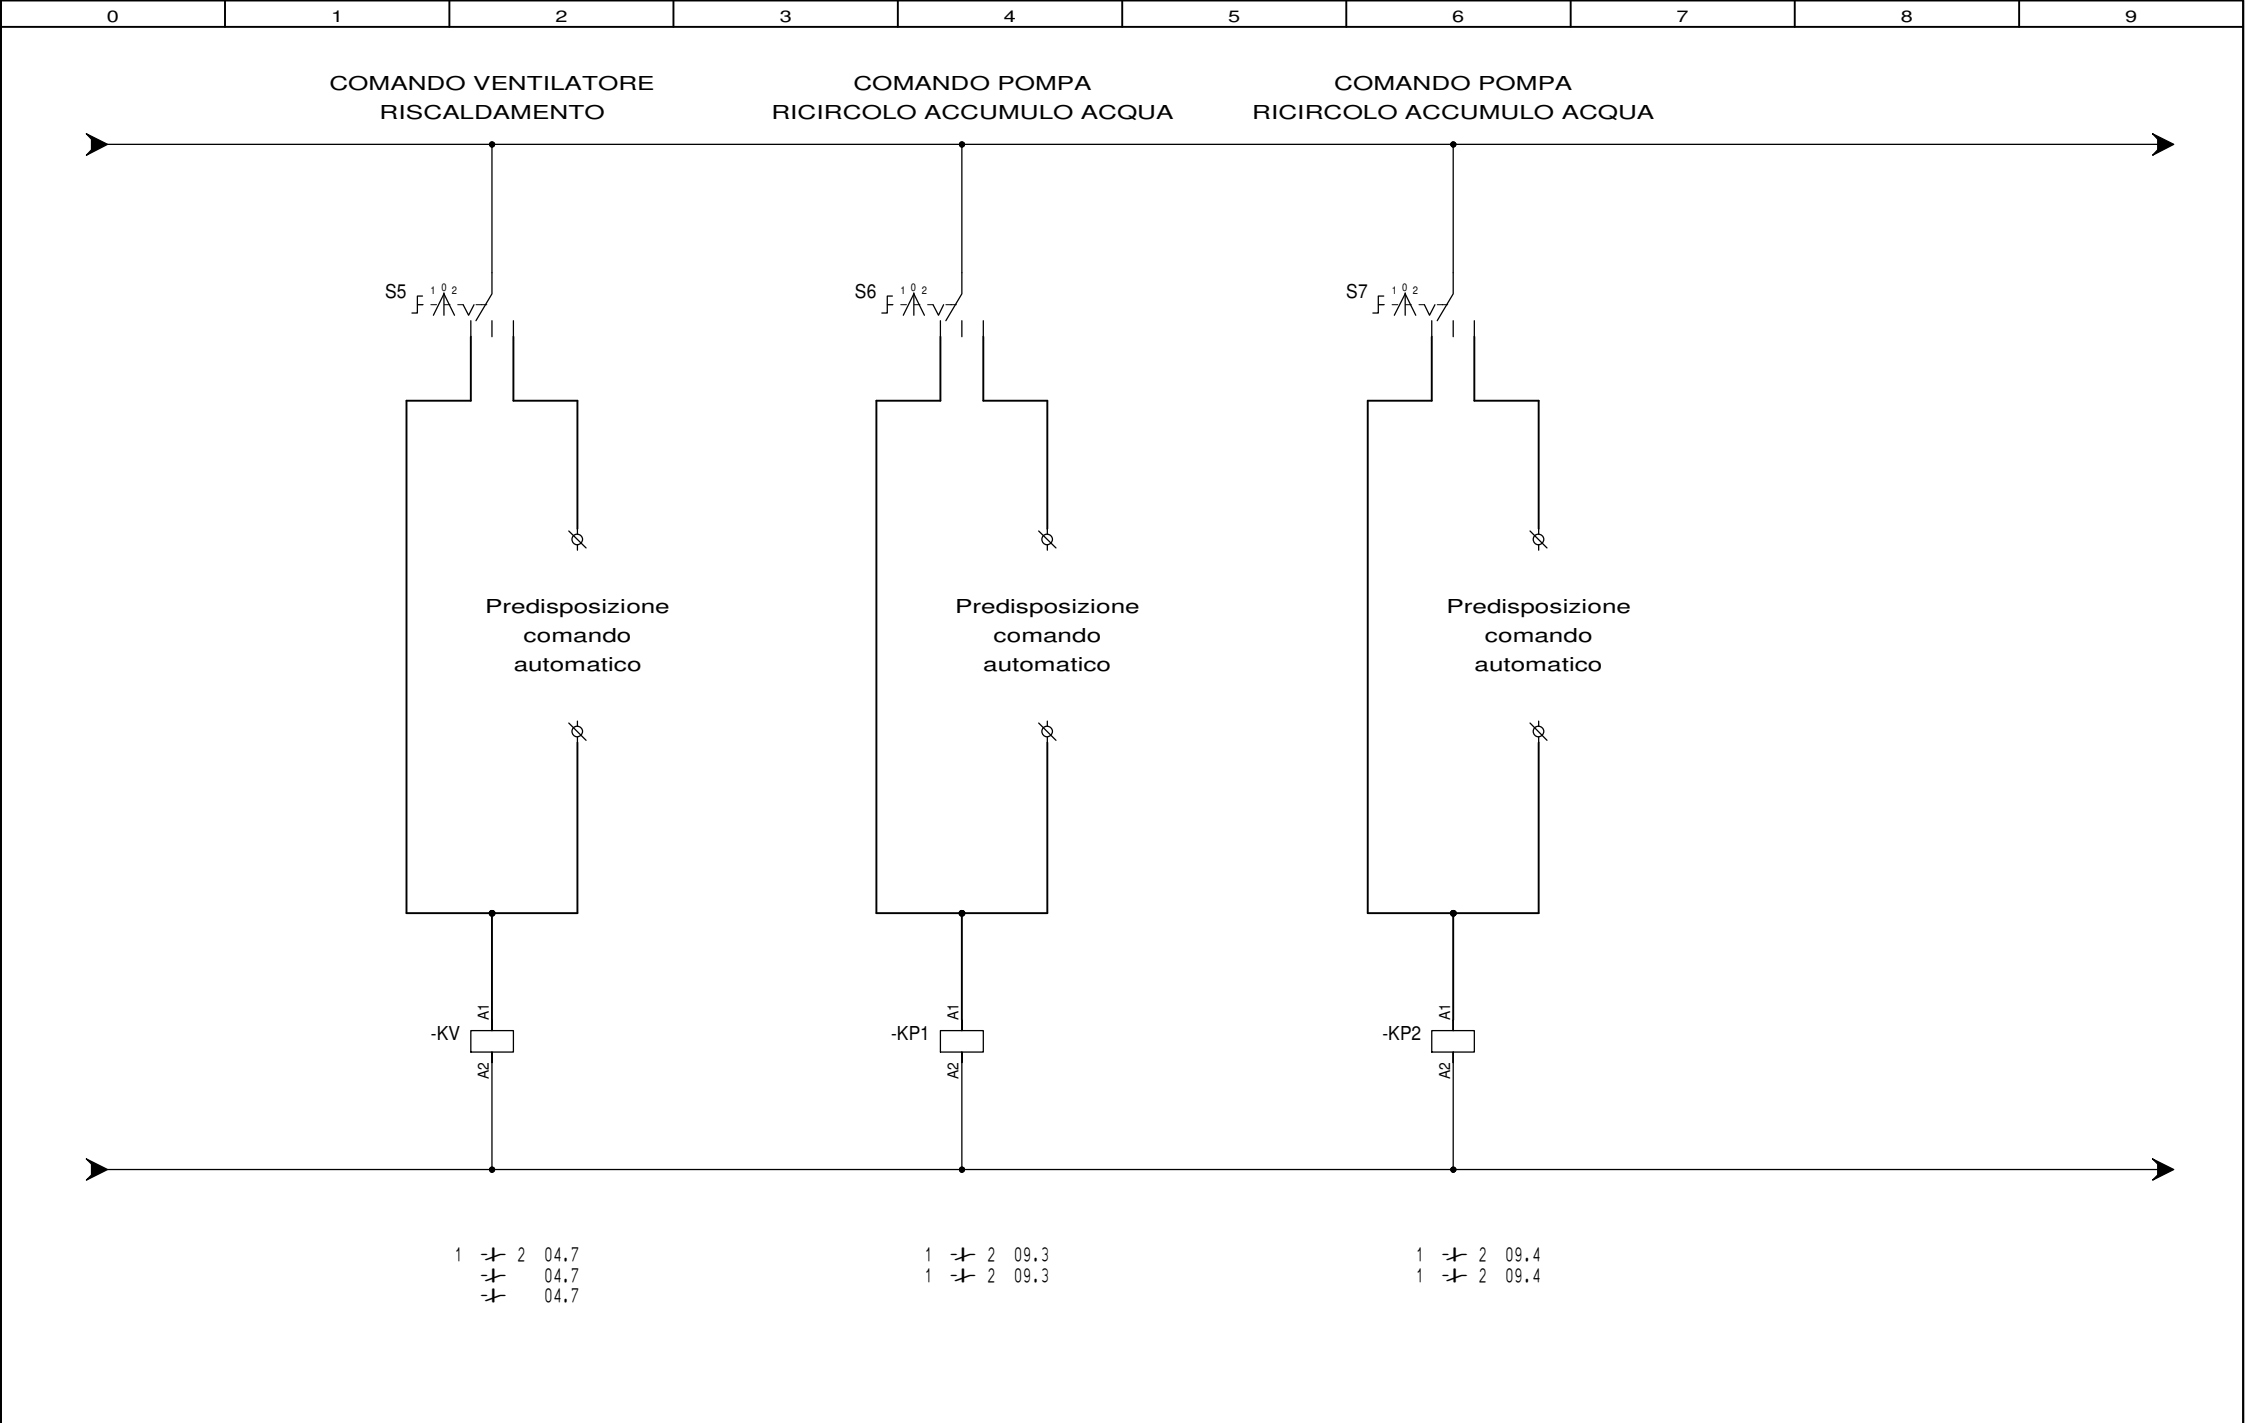 0 1 2 3 4 5 6 7 8 9
COMANDO VENTILATORE
RISCALDAMENTO
COMANDO POMPA
RICIRCOLO ACCUMULO ACQUA
COMANDO POMPA
RICIRCOLO ACCUMULO ACQUA
S5 1 0 2
S6 1 0 2
S7 1 0 2
Predisposizione
comando
automatico
Predisposizione
comando
automatico
Predisposizione
comando
automatico
A1
-KV
A2
A1
-KP1
A2
A1
-KP2
A2
1 2 04.7
04.7
04.7
1 2 09.3
1 2 09.3
1 2 09.4
1 2 09.4